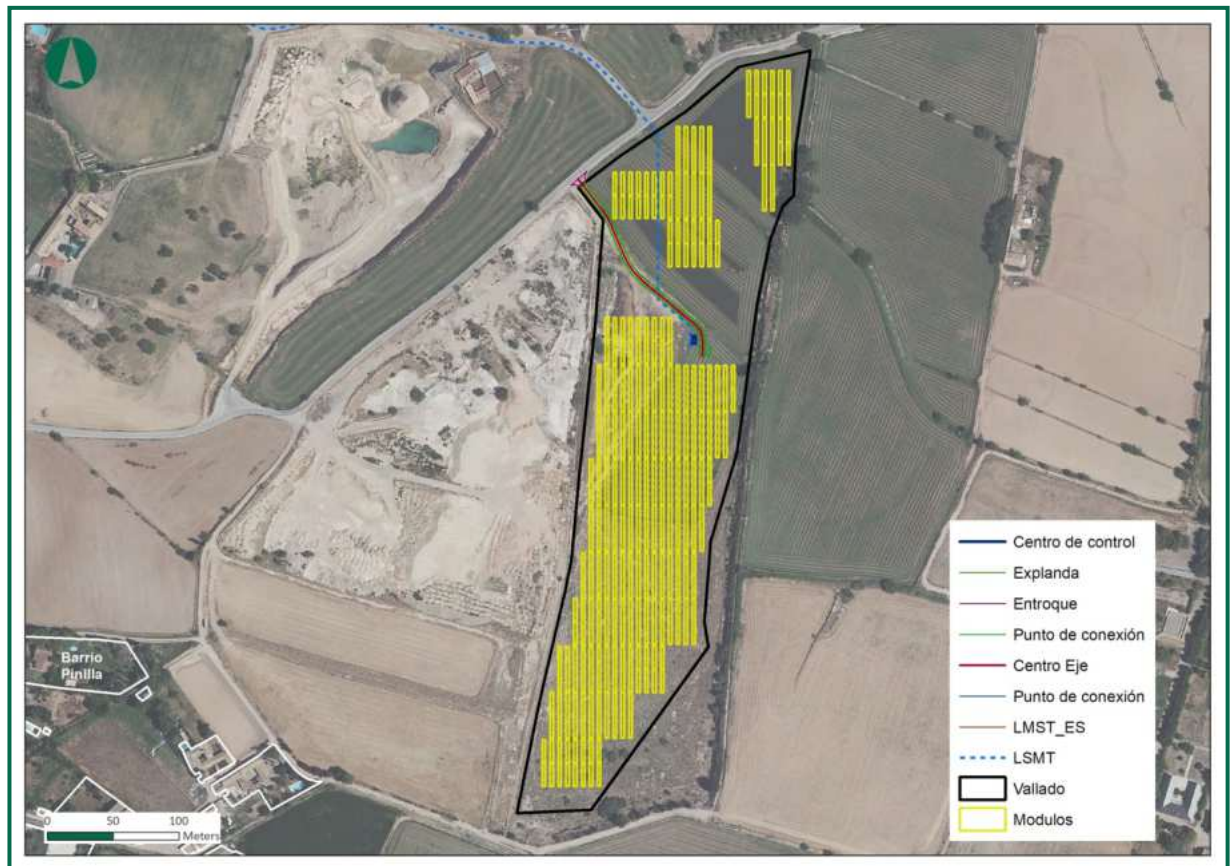 Centro de control
Explanda
Entroque
Punto de conexión
Centro Eje
Punto de conexión
LMST_ES
LSMT
Vallado
Modulos
Barrio
Pinilla
0 50 100
Meters